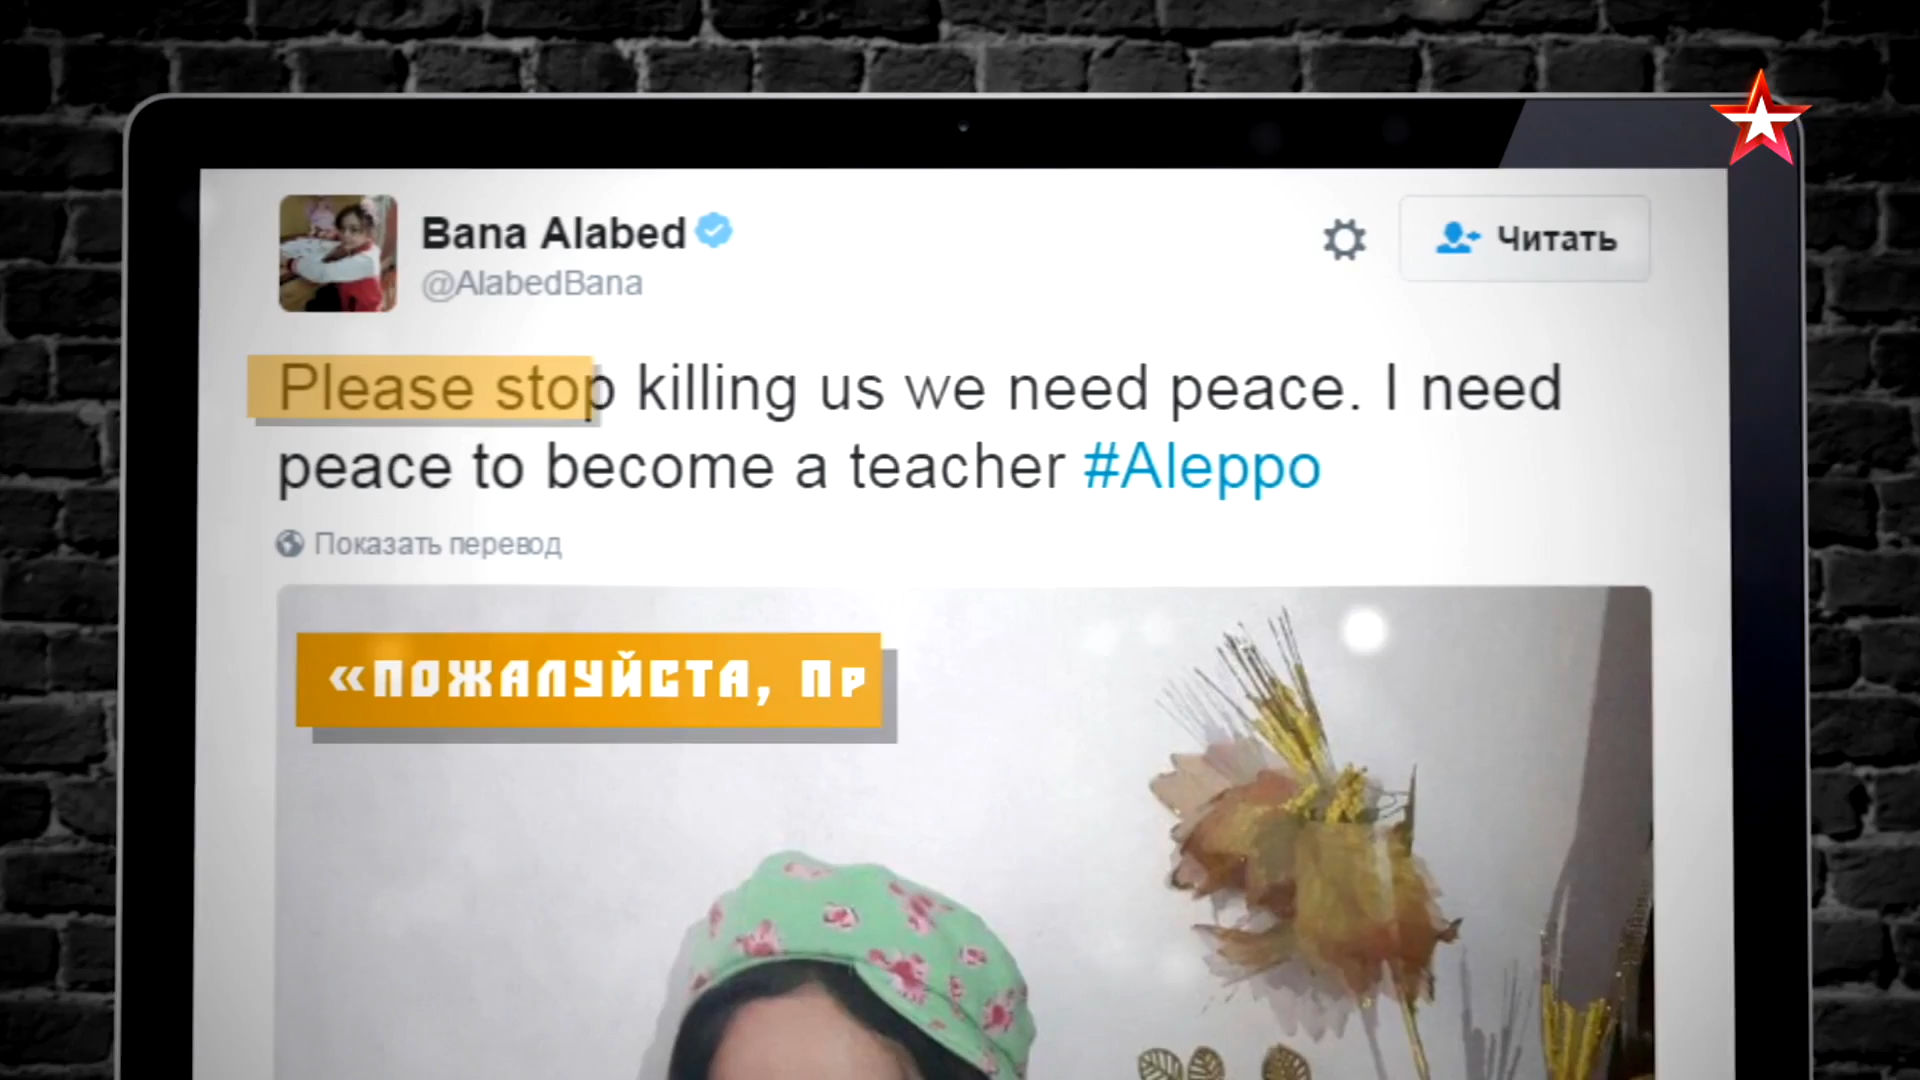 Bana Alabed
@AlabedBana
Читать
Please stop killing us we need peace. I need
peace to become a teacher #Aleppo
Показать перевод
«ПОЖАЛУЙСТА, ПР